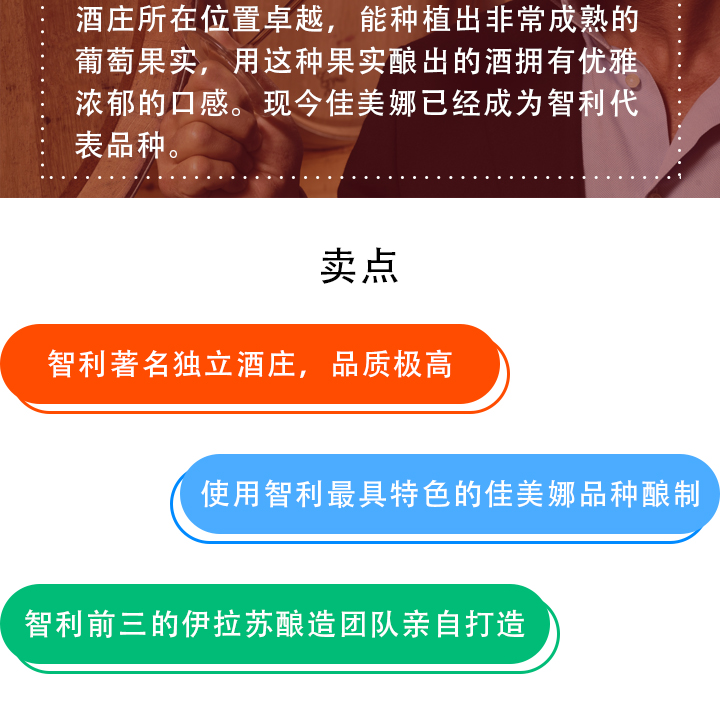 酒庄所在位置卓越，能种植出非常成熟的
葡萄果实，用这种果实酿出的酒拥有优雅
浓郁的口感。现今佳美娜已经成为智利代
表品种。
卖点
智利著名独立酒庄，品质极高
使用智利最具特色的佳美娜品种酿制
智利前三的伊拉苏酿造团队亲自打造